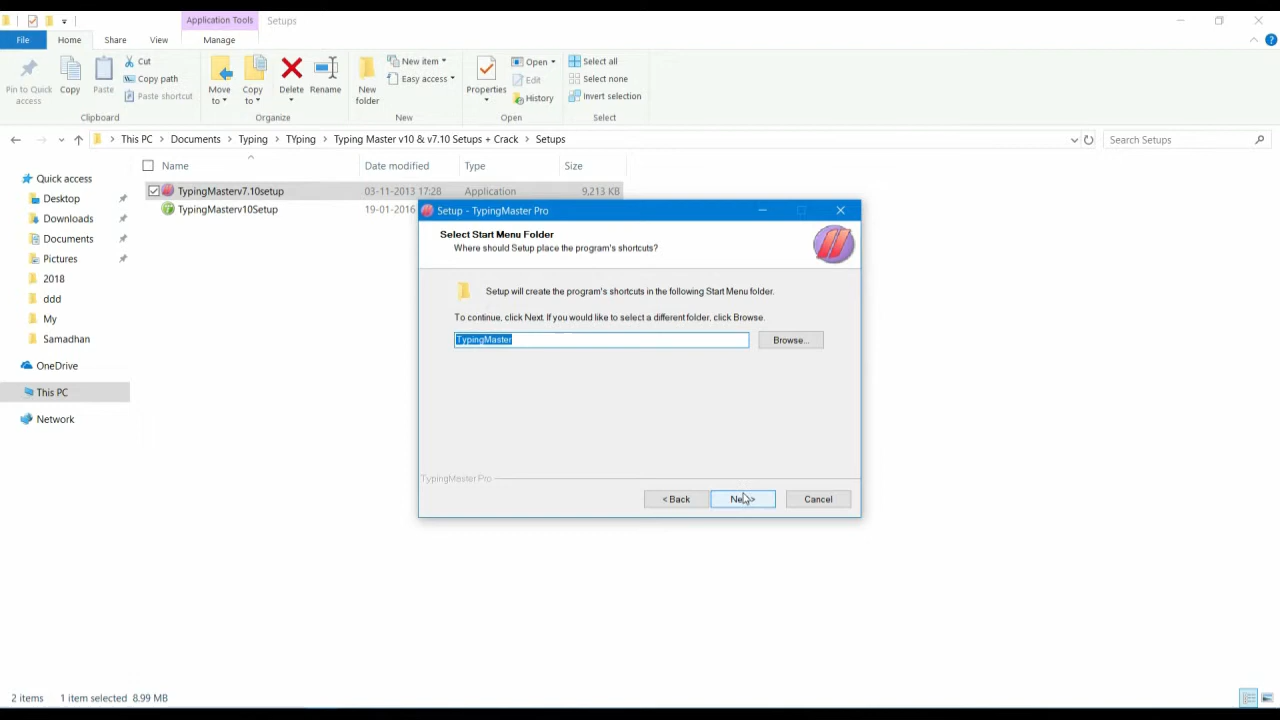 Application Tools Setups
File Home Share View Manage
Pin to Quick access
Copy
Paste
Cut
Copy path
Paste shortcut
Clipboard
Move to
Copy to
Delete
Rename
Organize
New folder
New item
Easy access
New
Properties
Open
Edit
History
Open
Select all
Select none
Invert selection
Select
This PC > Documents > Typing > TYping > Typing Master v10 & v7.10 Setups + Crack > Setups
Search Setups
Name Date modified Type Size
TypingMasterv7.10setup 03-11-2013 17:28 Application 9,213 KB
TypingMasterv10Setup 19-01-2016
Quick access
Desktop
Downloads
Documents
Pictures
2018
ddd
My
Samadhan
OneDrive
This PC
Network
Setup - TypingMaster Pro
Select Start Menu Folder
Where should Setup place the program's shortcuts?
Setup will create the program's shortcuts in the following Start Menu folder.
To continue, click Next. If you would like to select a different folder, click Browse.
TypingMaster
Browse...
TypingMaster Pro
< Back
Cancel
2 items 1 item selected 8.99 MB